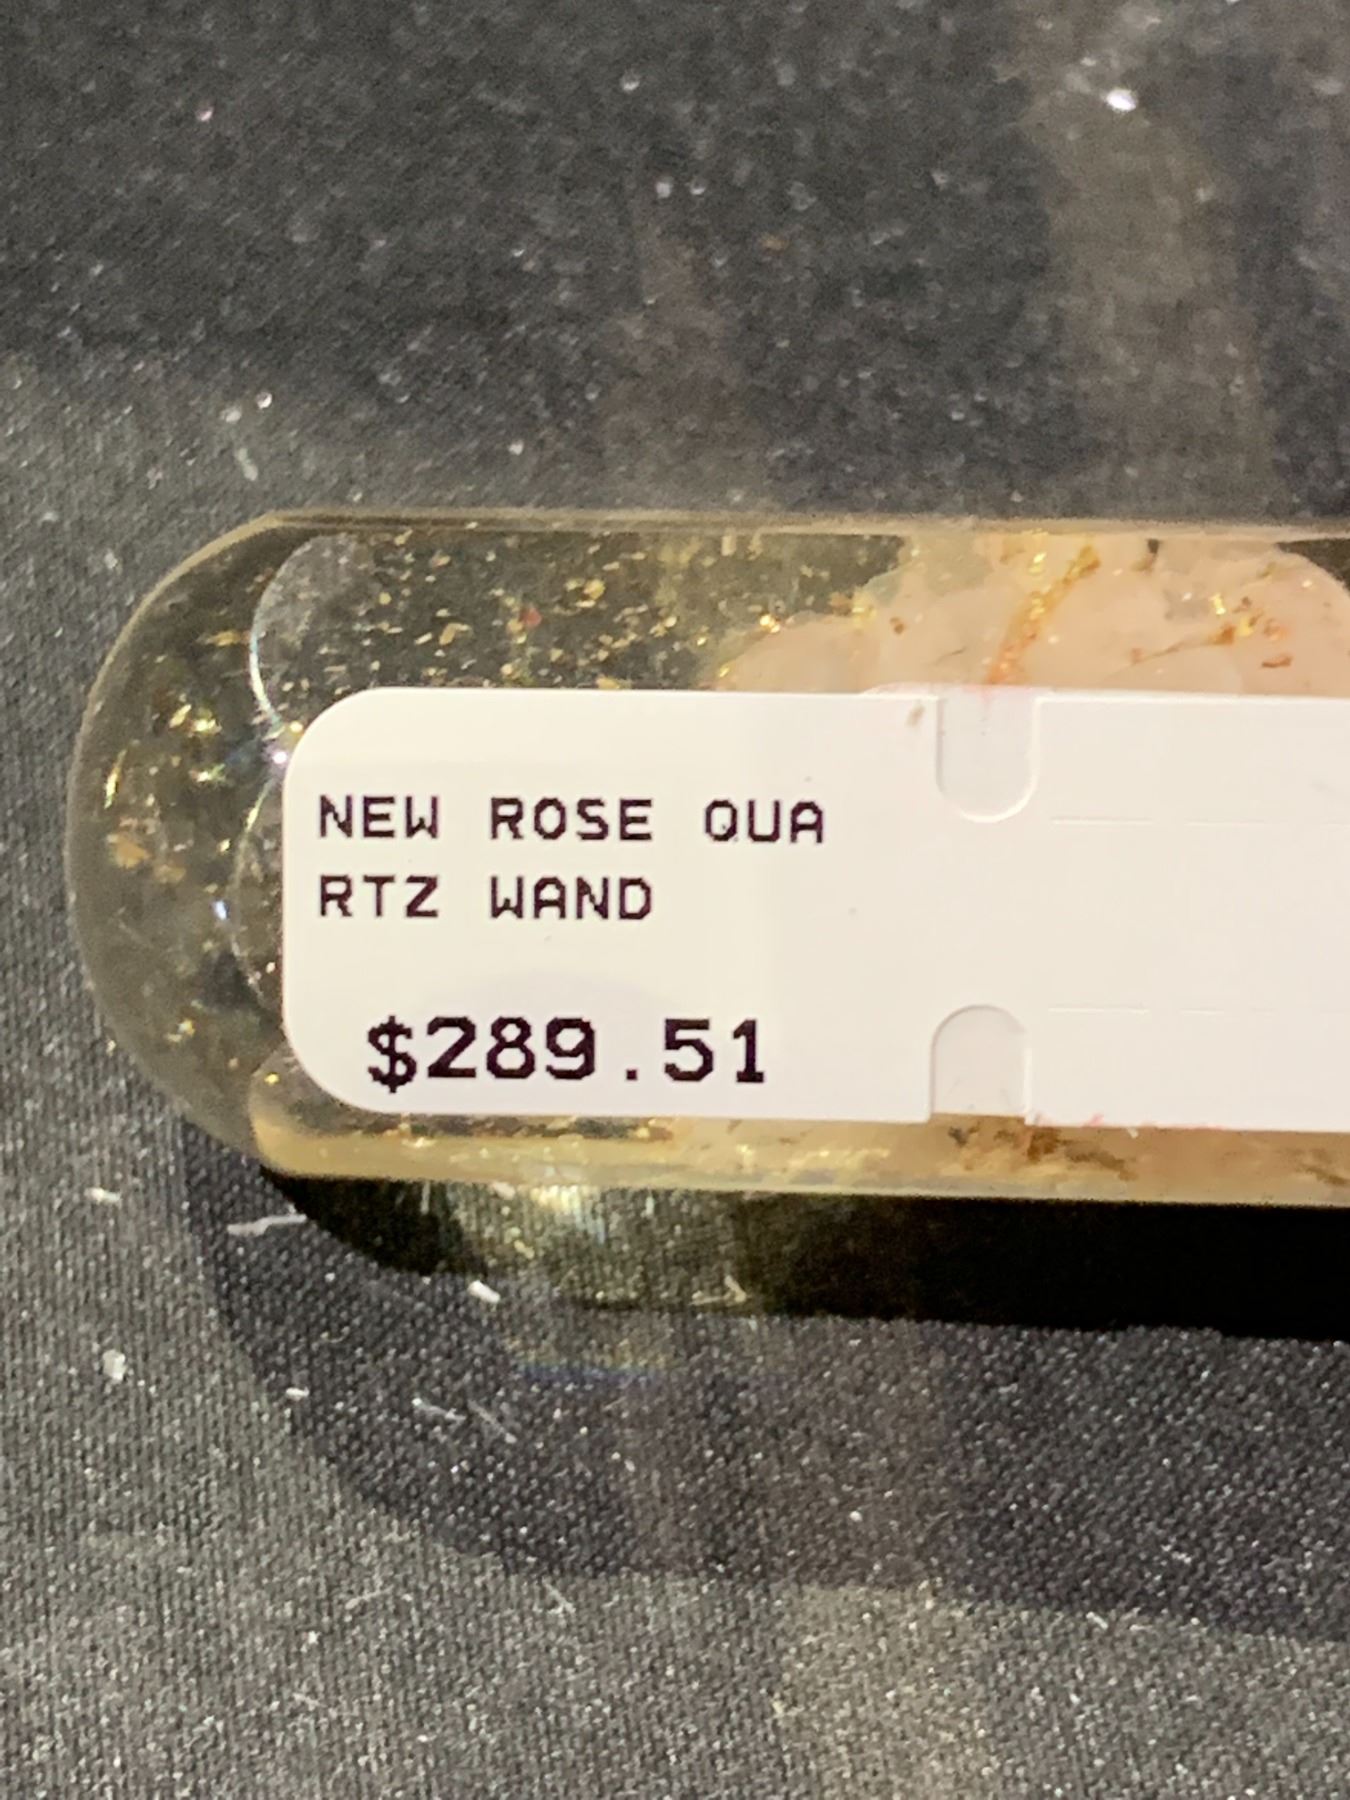 NEW ROSE QUA
RTZ WAND
$289.51